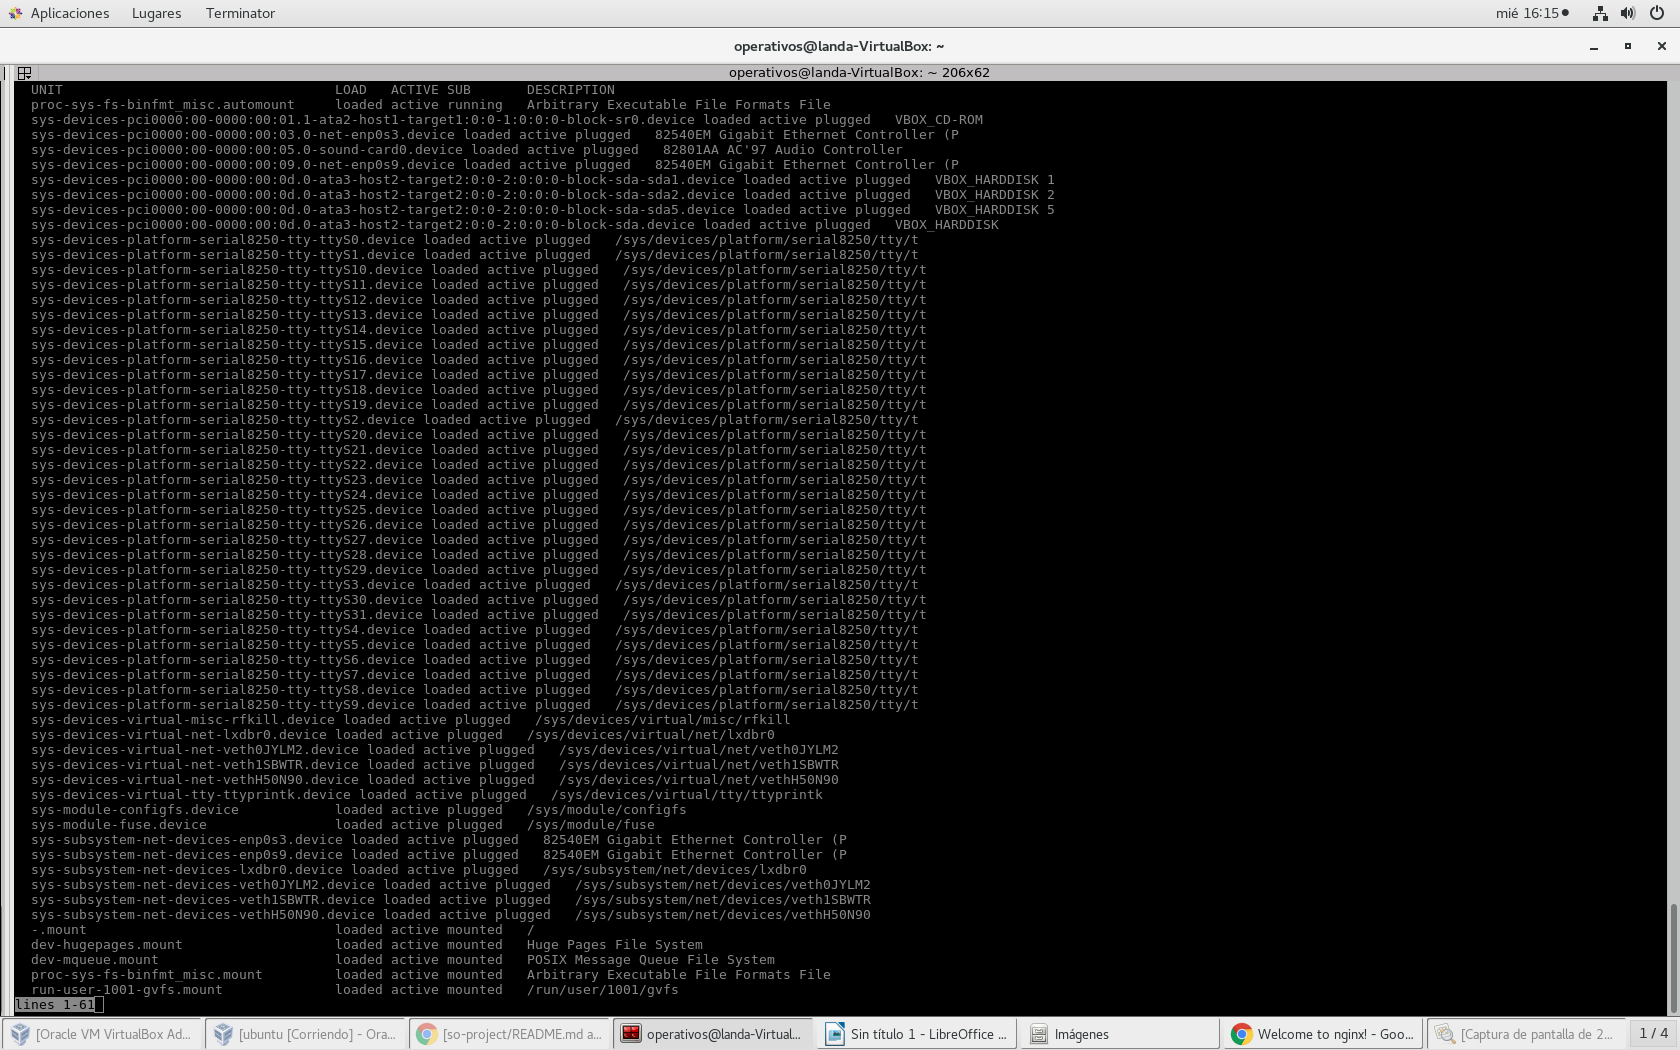 Aplicaciones Lugares Terminator mié 16:15
operativos@landa-VirtualBox: ~
operativos@landa-VirtualBox: ~ 206x62
UNIT LOAD ACTIVE SUB DESCRIPTION
proc-sys-fs-binfmt_misc.automount loaded active running Arbitrary Executable File Formats File
sys-devices-pci0000:00-0000:00:01.1-ata2-host1-target1:0:0-1:0:0:0-block-sr0.device loaded active plugged VBOX_CD-ROM
sys-devices-pci0000:00-0000:00:03.0-net-enp0s3.device loaded active plugged 82540EM Gigabit Ethernet Controller (P
sys-devices-pci0000:00-0000:00:05.0-sound-card0.device loaded active plugged 82801AA AC'97 Audio Controller
sys-devices-pci0000:00-0000:00:09.0-net-enp0s9.device loaded active plugged 82540EM Gigabit Ethernet Controller (P
sys-devices-pci0000:00-0000:00:0d.0-ata3-host2-target2:0:0-2:0:0:0-block-sda-sda1.device loaded active plugged VBOX_HARDDISK 1
sys-devices-pci0000:00-0000:00:0d.0-ata3-host2-target2:0:0-2:0:0:0-block-sda-sda2.device loaded active plugged VBOX_HARDDISK 2
sys-devices-pci0000:00-0000:00:0d.0-ata3-host2-target2:0:0-2:0:0:0-block-sda-sda5.device loaded active plugged VBOX_HARDDISK 5
sys-devices-pci0000:00-0000:00:0d.0-ata3-host2-target2:0:0-2:0:0:0-block-sda.device loaded active plugged VBOX_HARDDISK
sys-devices-platform-serial8250-tty-ttyS0.device loaded active plugged /sys/devices/platform/serial8250/tty/t
sys-devices-platform-serial8250-tty-ttyS1.device loaded active plugged /sys/devices/platform/serial8250/tty/t
sys-devices-platform-serial8250-tty-ttyS10.device loaded active plugged /sys/devices/platform/serial8250/tty/t
sys-devices-platform-serial8250-tty-ttyS11.device loaded active plugged /sys/devices/platform/serial8250/tty/t
sys-devices-platform-serial8250-tty-ttyS12.device loaded active plugged /sys/devices/platform/serial8250/tty/t
sys-devices-platform-serial8250-tty-ttyS13.device loaded active plugged /sys/devices/platform/serial8250/tty/t
sys-devices-platform-serial8250-tty-ttyS14.device loaded active plugged /sys/devices/platform/serial8250/tty/t
sys-devices-platform-serial8250-tty-ttyS15.device loaded active plugged /sys/devices/platform/serial8250/tty/t
sys-devices-platform-serial8250-tty-ttyS16.device loaded active plugged /sys/devices/platform/serial8250/tty/t
sys-devices-platform-serial8250-tty-ttyS17.device loaded active plugged /sys/devices/platform/serial8250/tty/t
sys-devices-platform-serial8250-tty-ttyS18.device loaded active plugged /sys/devices/platform/serial8250/tty/t
sys-devices-platform-serial8250-tty-ttyS19.device loaded active plugged /sys/devices/platform/serial8250/tty/t
sys-devices-platform-serial8250-tty-ttyS2.device loaded active plugged /sys/devices/platform/serial8250/tty/t
sys-devices-platform-serial8250-tty-ttyS20.device loaded active plugged /sys/devices/platform/serial8250/tty/t
sys-devices-platform-serial8250-tty-ttyS21.device loaded active plugged /sys/devices/platform/serial8250/tty/t
sys-devices-platform-serial8250-tty-ttyS22.device loaded active plugged /sys/devices/platform/serial8250/tty/t
sys-devices-platform-serial8250-tty-ttyS23.device loaded active plugged /sys/devices/platform/serial8250/tty/t
sys-devices-platform-serial8250-tty-ttyS24.device loaded active plugged /sys/devices/platform/serial8250/tty/t
sys-devices-platform-serial8250-tty-ttyS25.device loaded active plugged /sys/devices/platform/serial8250/tty/t
sys-devices-platform-serial8250-tty-ttyS26.device loaded active plugged /sys/devices/platform/serial8250/tty/t
sys-devices-platform-serial8250-tty-ttyS27.device loaded active plugged /sys/devices/platform/serial8250/tty/t
sys-devices-platform-serial8250-tty-ttyS28.device loaded active plugged /sys/devices/platform/serial8250/tty/t
sys-devices-platform-serial8250-tty-ttyS29.device loaded active plugged /sys/devices/platform/serial8250/tty/t
sys-devices-platform-serial8250-tty-ttyS3.device loaded active plugged /sys/devices/platform/serial8250/tty/t
sys-devices-platform-serial8250-tty-ttyS30.device loaded active plugged /sys/devices/platform/serial8250/tty/t
sys-devices-platform-serial8250-tty-ttyS31.device loaded active plugged /sys/devices/platform/serial8250/tty/t
sys-devices-platform-serial8250-tty-ttyS4.device loaded active plugged /sys/devices/platform/serial8250/tty/t
sys-devices-platform-serial8250-tty-ttyS5.device loaded active plugged /sys/devices/platform/serial8250/tty/t
sys-devices-platform-serial8250-tty-ttyS6.device loaded active plugged /sys/devices/platform/serial8250/tty/t
sys-devices-platform-serial8250-tty-ttyS7.device loaded active plugged /sys/devices/platform/serial8250/tty/t
sys-devices-platform-serial8250-tty-ttyS8.device loaded active plugged /sys/devices/platform/serial8250/tty/t
sys-devices-platform-serial8250-tty-ttyS9.device loaded active plugged /sys/devices/platform/serial8250/tty/t
sys-devices-virtual-misc-rfkill.device loaded active plugged /sys/devices/virtual/misc/rfkill
sys-devices-virtual-net-lxdbr0.device loaded active plugged /sys/devices/virtual/net/lxdbr0
sys-devices-virtual-net-veth0JYLM2.device loaded active plugged /sys/devices/virtual/net/veth0JYLM2
sys-devices-virtual-net-veth1SBWTR.device loaded active plugged /sys/devices/virtual/net/veth1SBWTR
sys-devices-virtual-net-vethH50N90.device loaded active plugged /sys/devices/virtual/net/vethH50N90
sys-devices-virtual-tty-ttyprintk.device loaded active plugged /sys/devices/virtual/tty/ttyprintk
sys-module-configfs.device loaded active plugged /sys/module/configfs
sys-module-fuse.device loaded active plugged /sys/module/fuse
sys-subsystem-net-devices-enp0s3.device loaded active plugged 82540EM Gigabit Ethernet Controller (P
sys-subsystem-net-devices-enp0s9.device loaded active plugged 82540EM Gigabit Ethernet Controller (P
sys-subsystem-net-devices-lxdbr0.device loaded active plugged /sys/subsystem/net/devices/lxdbr0
sys-subsystem-net-devices-veth0JYLM2.device loaded active plugged /sys/subsystem/net/devices/veth0JYLM2
sys-subsystem-net-devices-veth1SBWTR.device loaded active plugged /sys/subsystem/net/devices/veth1SBWTR
sys-subsystem-net-devices-vethH50N90.device loaded active plugged /sys/subsystem/net/devices/vethH50N90
-.mount loaded active mounted /
dev-hugepages.mount loaded active mounted Huge Pages File System
dev-mqueue.mount loaded active mounted POSIX Message Queue File System
proc-sys-fs-binfmt_misc.mount loaded active mounted Arbitrary Executable File Formats File
run-user-1001-gvfs.mount loaded active mounted /run/user/1001/gvfs
lines 1-61
[Oracle VM VirtualBox Ad... [ubuntu [Corriendo] - Ora... [so-project/README.md a... operativos@landa-Virtual... Sin título 1 - LibreOffice ... Imágenes Welcome to nginx! - Goo... [Captura de pantalla de 2... 1 / 4